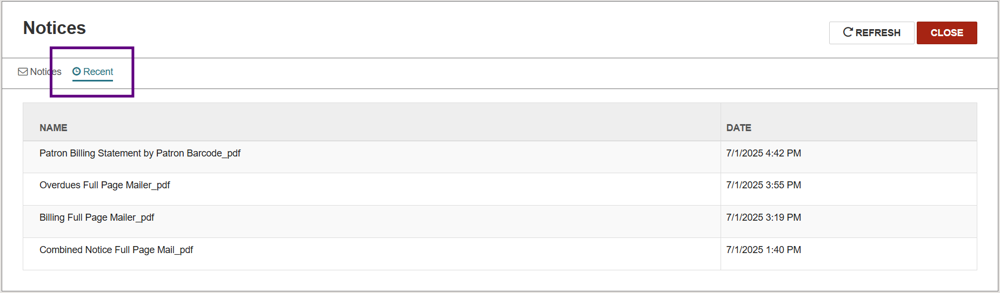 Notices
REFRESH CLOSE
Notices Recent
NAME DATE
Patron Billing Statement by Patron Barcode_pdf 7/1/2025 4:42 PM
Overdues Full Page Mailer_pdf 7/1/2025 3:55 PM
Billing Full Page Mailer_pdf 7/1/2025 3:19 PM
Combined Notice Full Page Mail_pdf 7/1/2025 1:40 PM